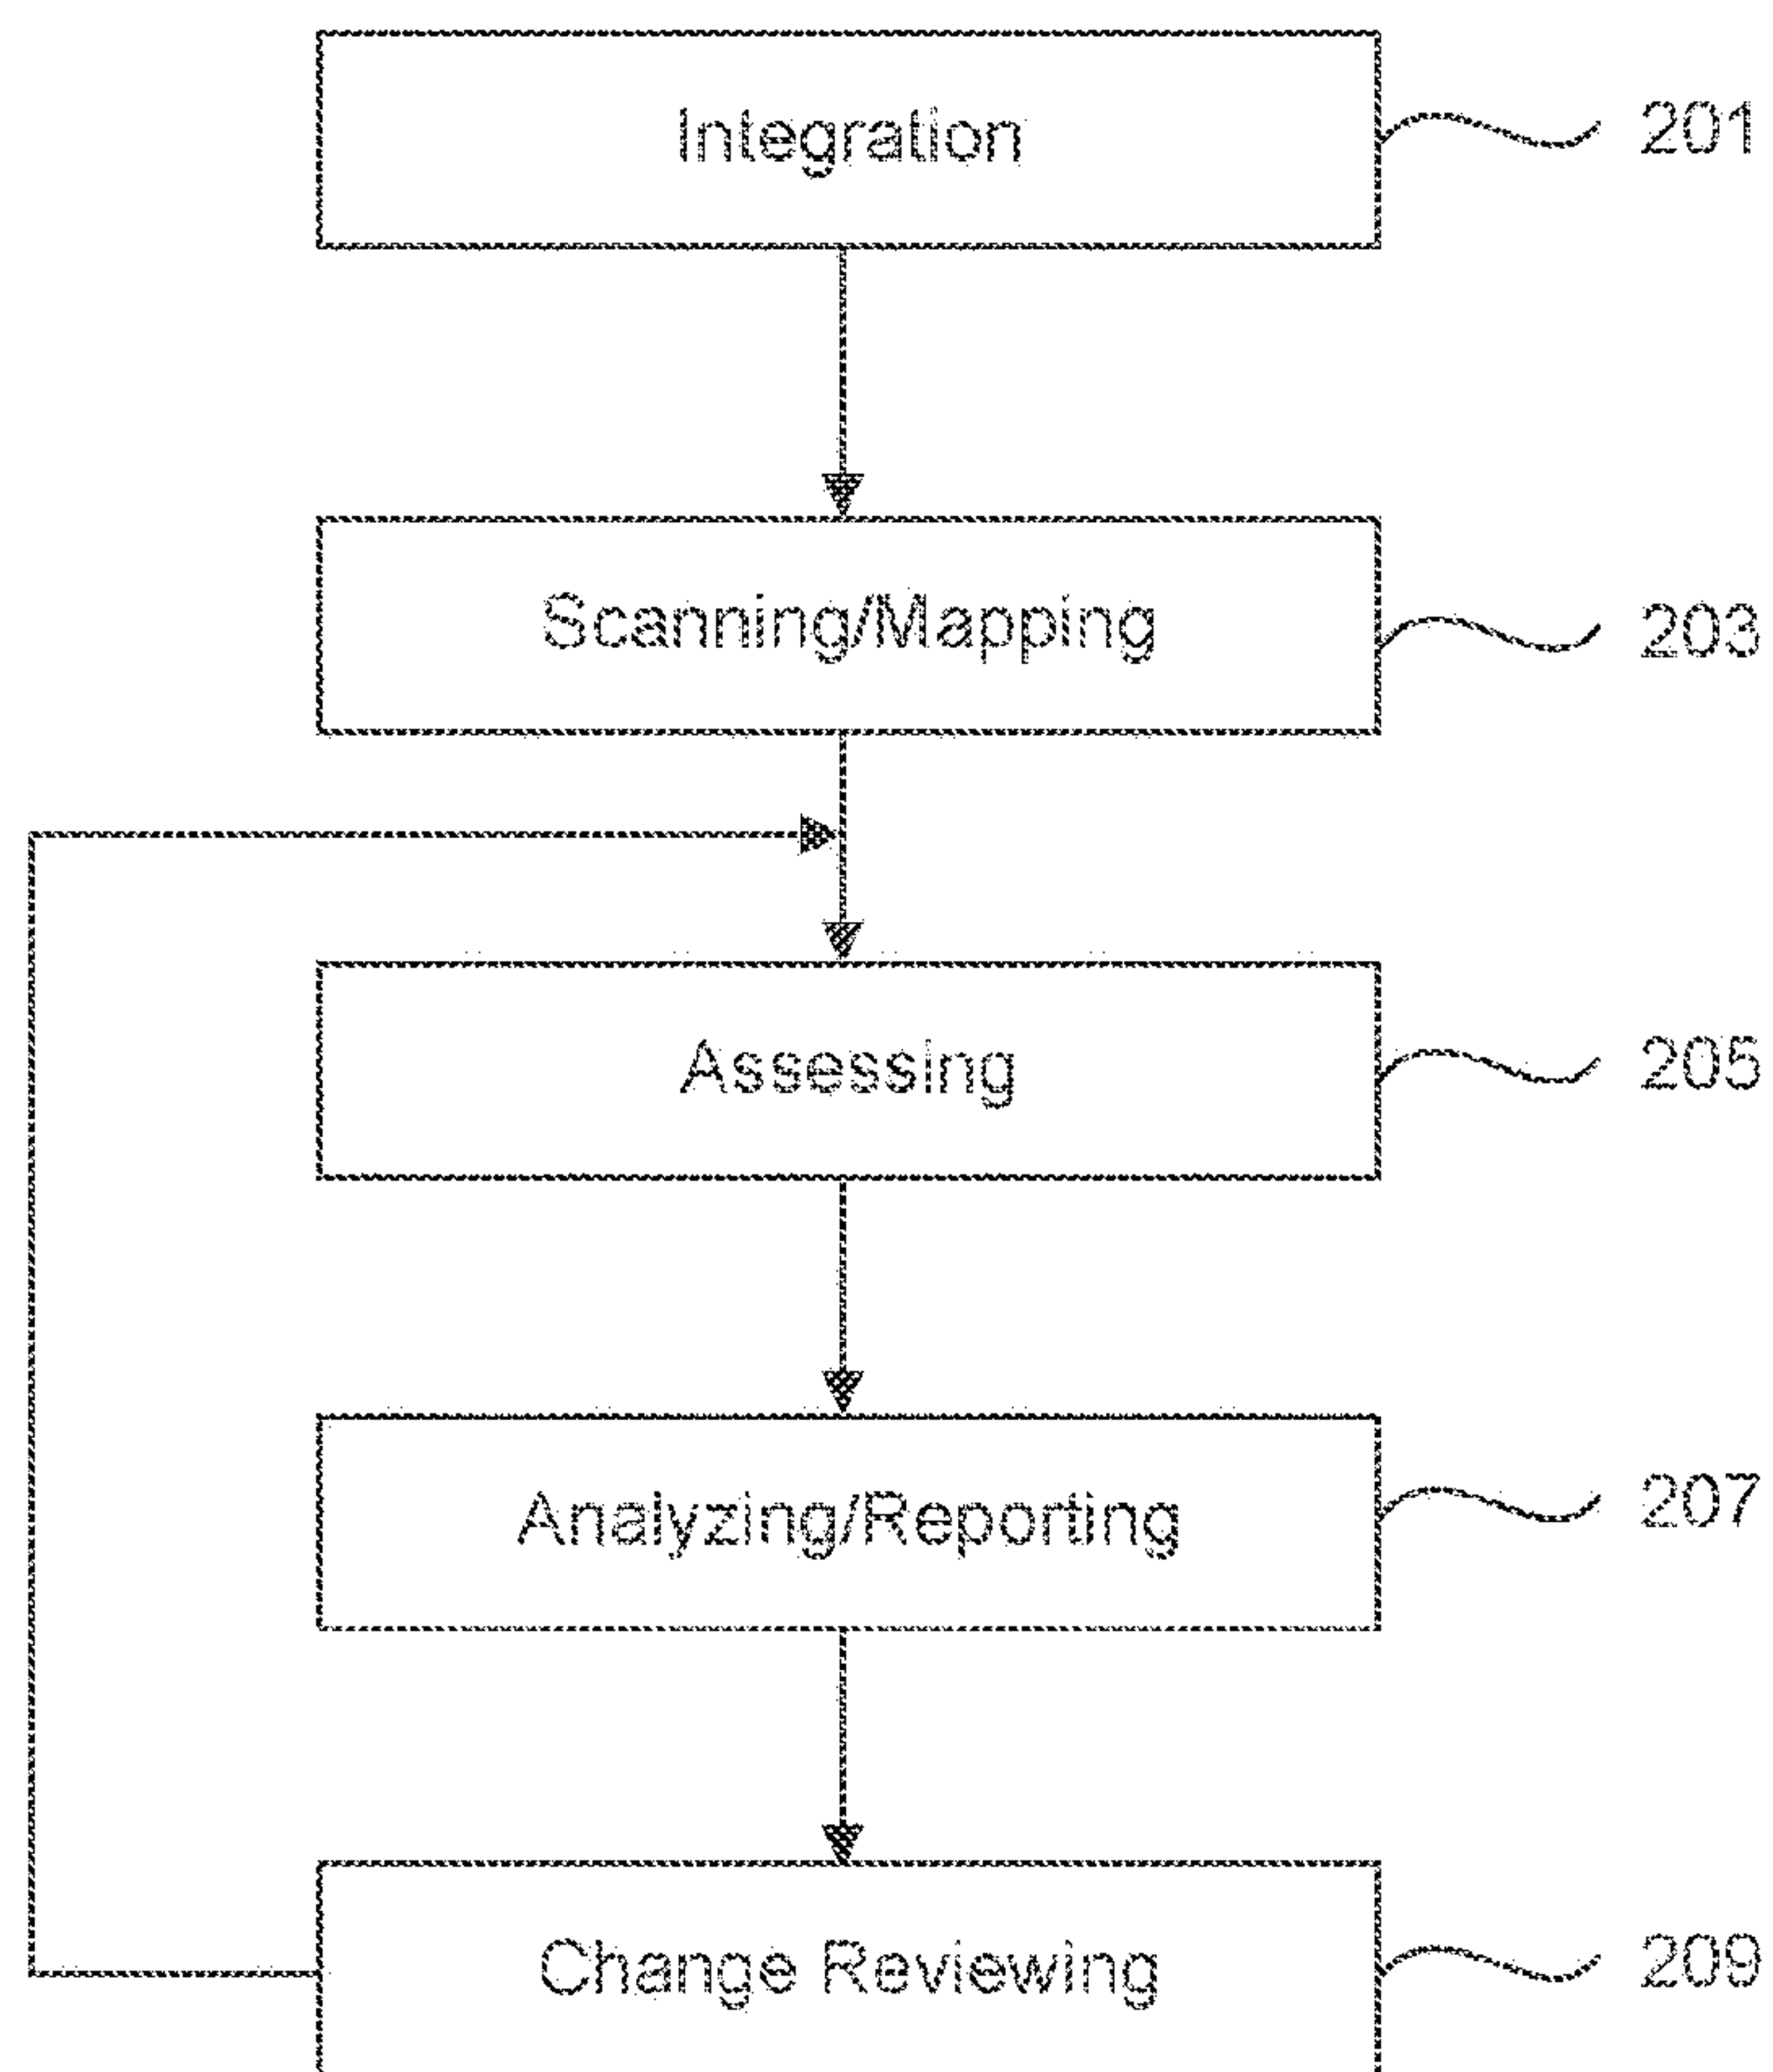 Integration 201
Scanning/Mapping 203
Assessing 205
Analyzing/Reporting 207
Change Reviewing 209